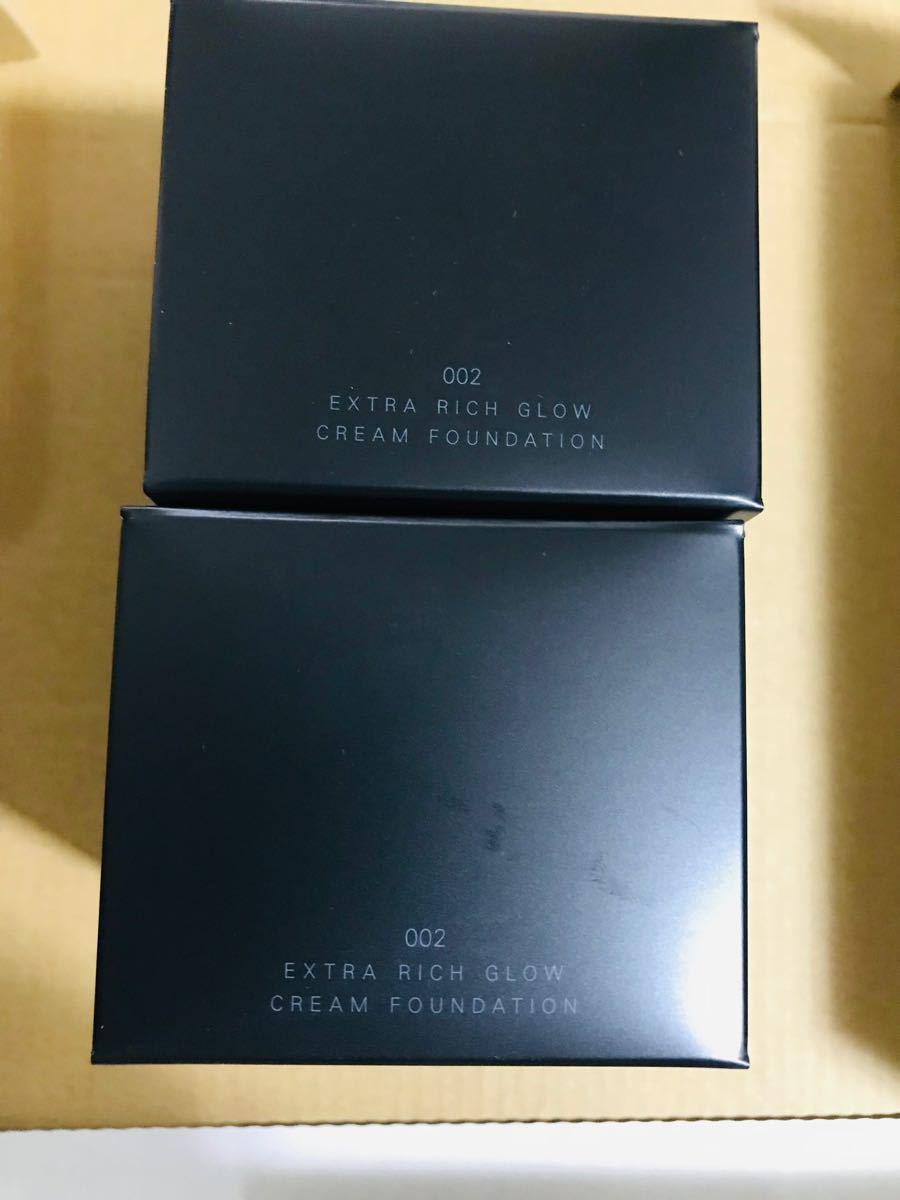 002
EXTRA RICH GLOW
CREAM FOUNDATION
002
EXTRA RICH GLOW
CREAM FOUNDATION